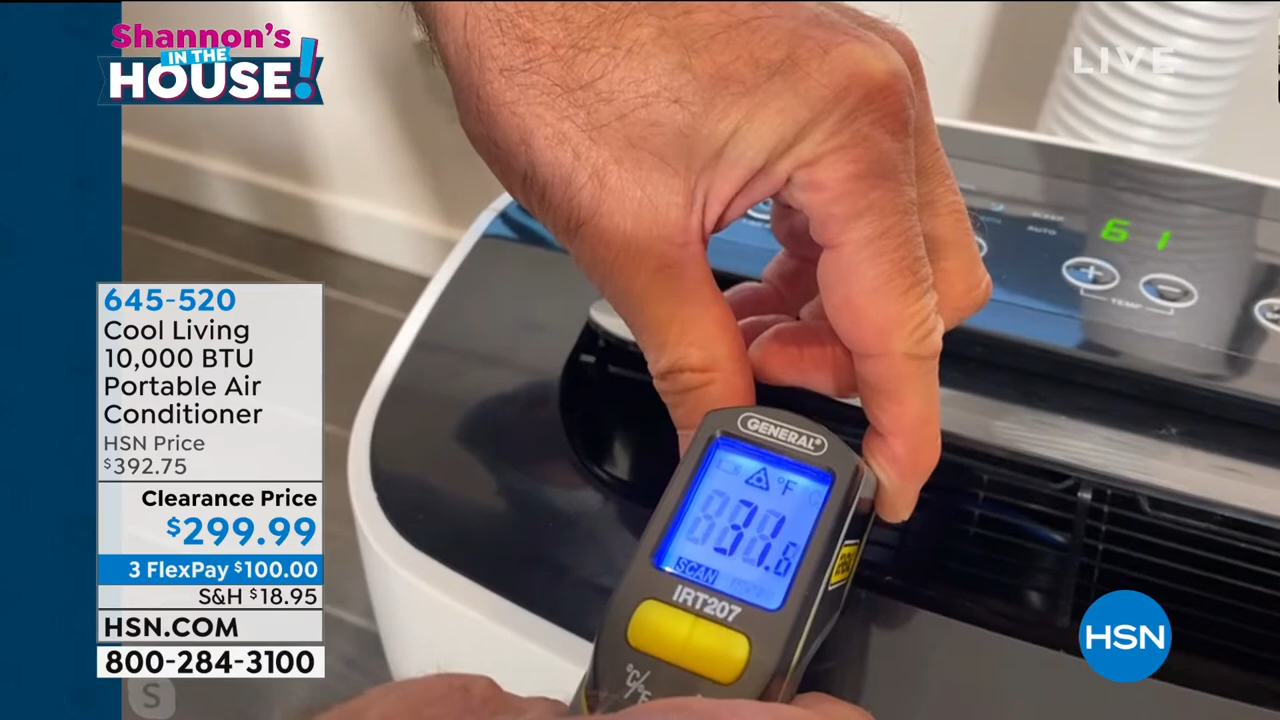 Shannon's
IN THE
HOUSE!
LIVE
645-520
Cool Living
10,000 BTU
Portable Air
Conditioner
HSN Price
$392.75
Clearance Price
$299.99
3 FlexPay $100.00
S&H $18.95
HSN.COM
800-284-3100
S
SLEEP
AUTO
61
+ −
TEMP
GENERAL®
°F
SCAN
IRT207
°C/°F
HSN